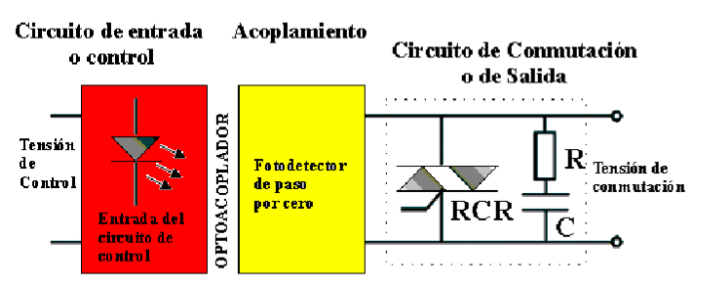 Circuito de entrada
o control
Acoplamiento
Circuito de Conmutación
o de Salida
Tensión
de
Control
Entrada del
circuito de
control
OPTOACOPLADOR
Fotodetector
de paso
por cero
RCR
R
C
Tensión de
conmutación